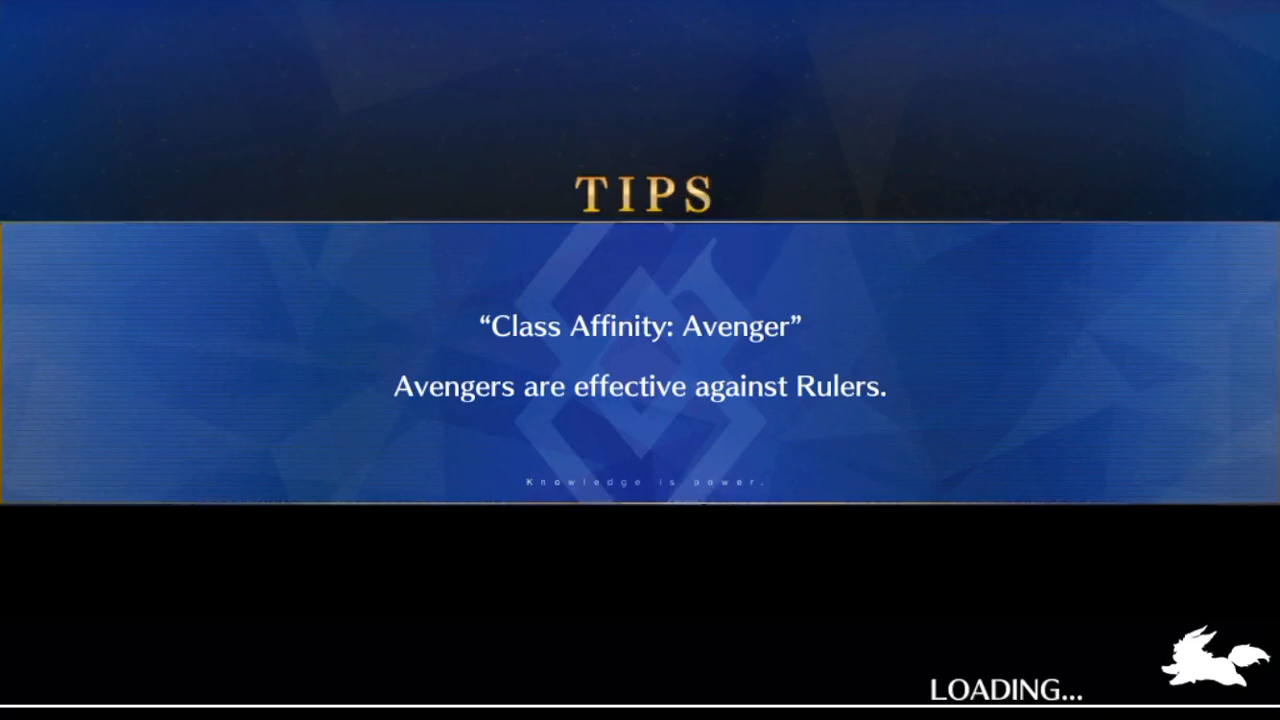 TIPS
“Class Affinity: Avenger”
Avengers are effective against Rulers.
Knowledge is power.
LOADING...